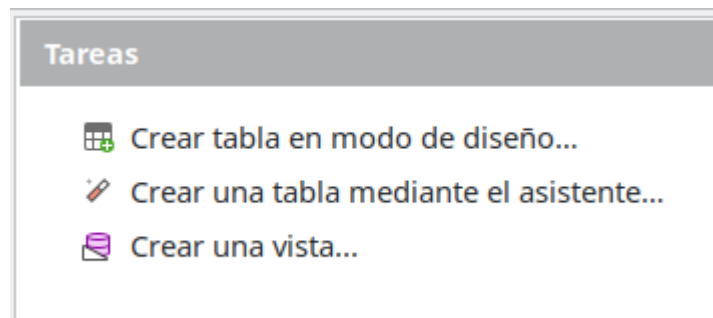 Tareas
Crear tabla en modo de diseño...
Crear una tabla mediante el asistente...
Crear una vista...